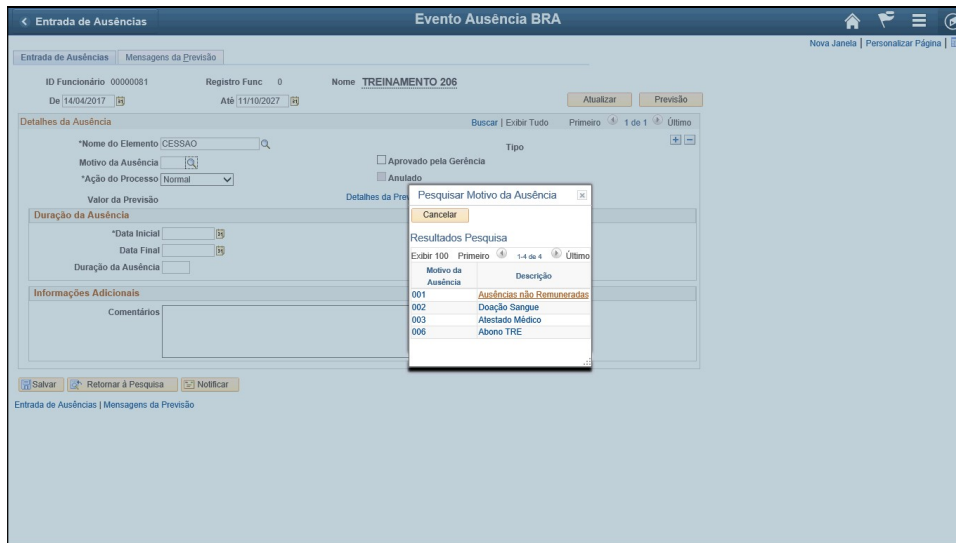 Entrada de Ausências
Evento Ausência BRA
Nova Janela | Personalizar Página |
Entrada de Ausências
Mensagens da Previsão
ID Funcionário 00000081 Registro Func 0 Nome TREINAMENTO 206
De 14/04/2017 Até 11/10/2027 Atualizar Previsão
Detalhes da Ausência Buscar | Exibir Tudo Primeiro 1 de 1 Último
*Nome do Elemento CESSAO Tipo
Motivo da Ausência Aprovado pela Gerência
*Ação do Processo Normal Anulado
Valor da Previsão Detalhes da Prev
Duração da Ausência
*Data Inicial
Data Final
Duração da Ausência
Informações Adicionais
Comentários
Pesquisar Motivo da Ausência
Cancelar
Resultados Pesquisa
Exibir 100 Primeiro 1-4 de 4 Último
Motivo da Ausência Descrição
001 Ausências não Remuneradas
002 Doação Sangue
003 Atestado Médico
006 Abono TRE
Salvar Retornar à Pesquisa Notificar
Entrada de Ausências | Mensagens da Previsão